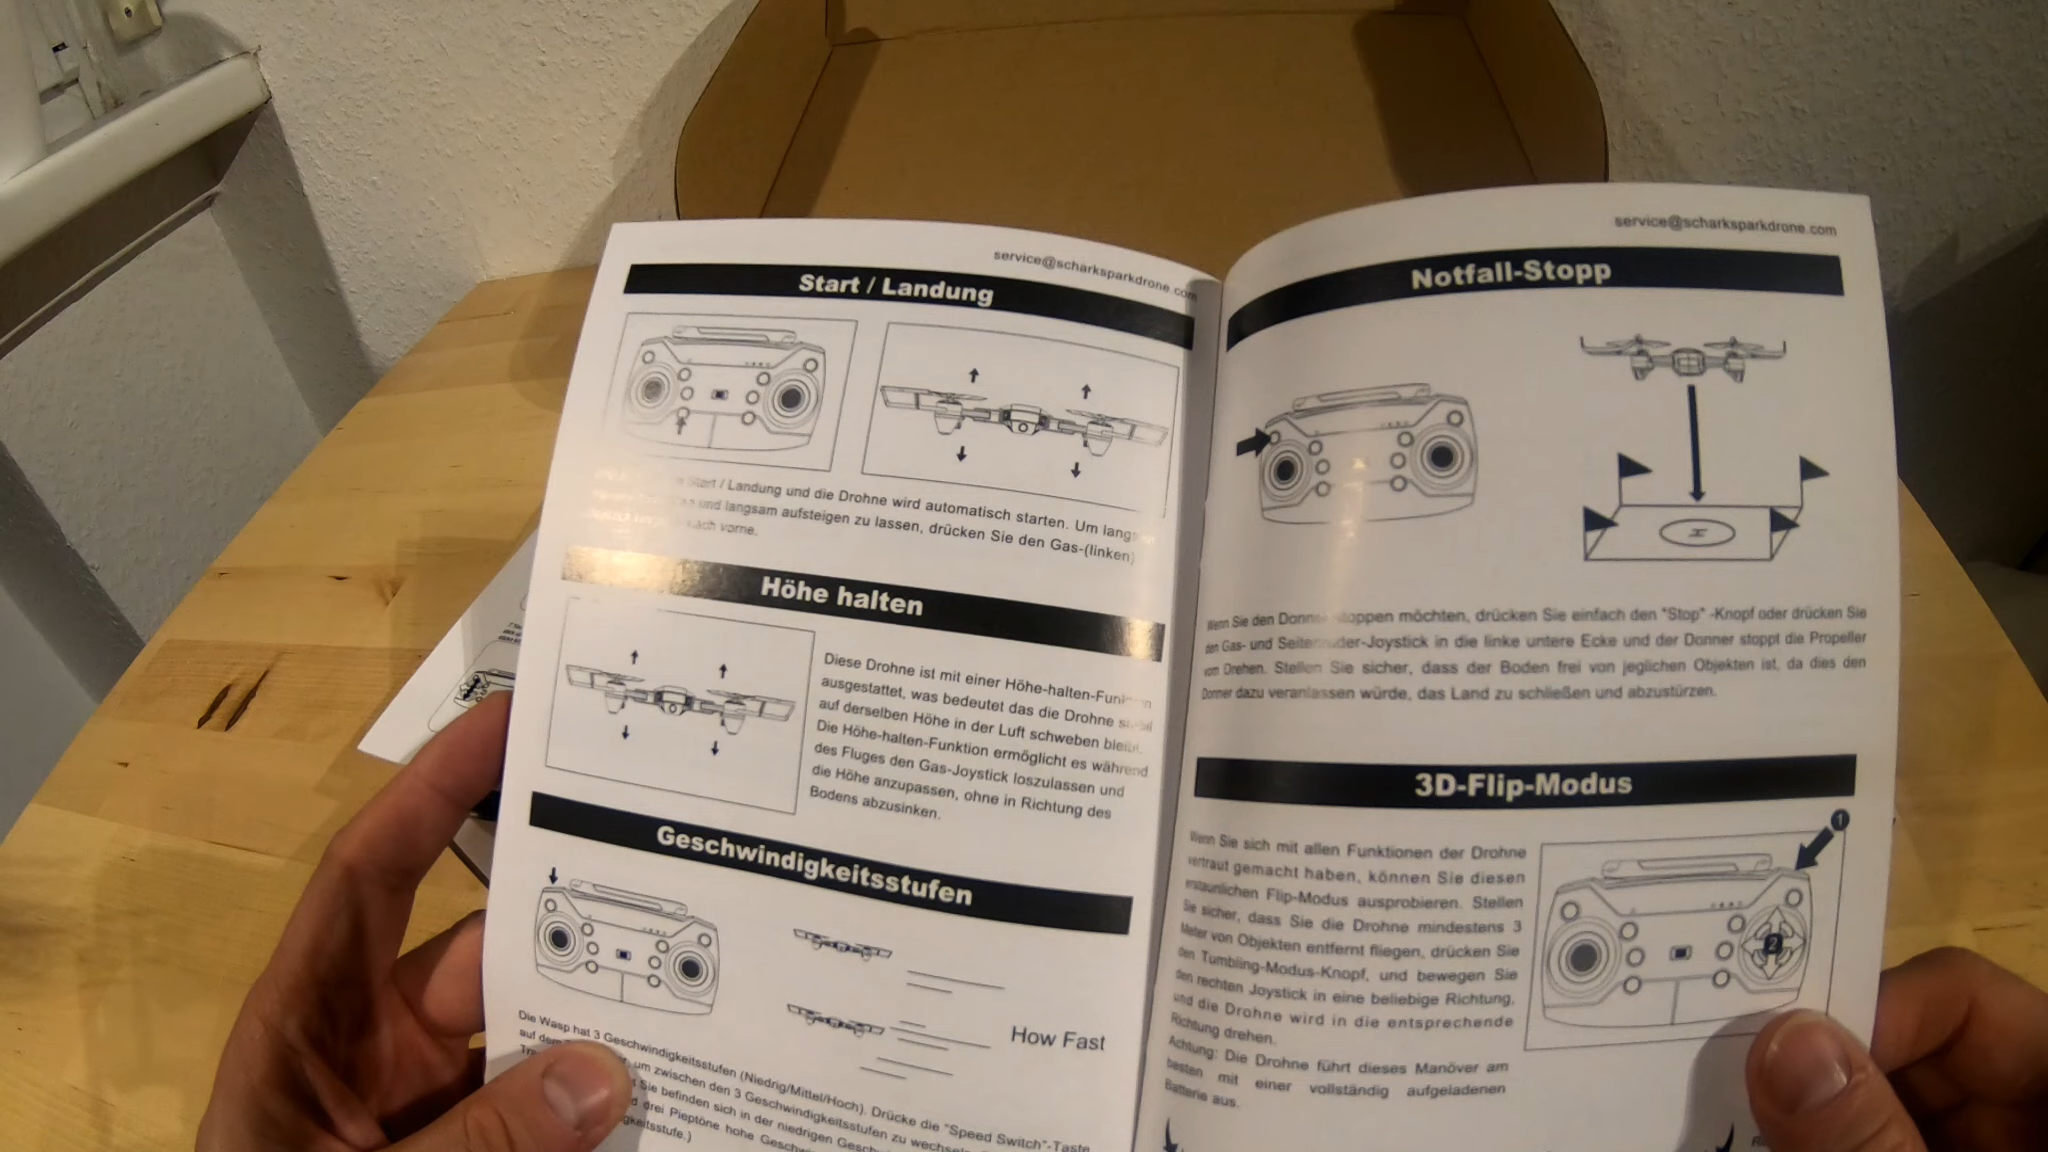 service@scharksparkdrone.com
Start / Landung
Start / Landung und die Drohne wird automatisch starten. Um
und langsam aufsteigen zu lassen, drücken Sie den Gas-(linken)
nach vorne.
Höhe halten
Diese Drohne ist mit einer Höhe-halten-Funktion
ausgestattet, was bedeutet das die Drohne stabil
auf derselben Höhe in der Luft schweben bleibt.
Die Höhe-halten-Funktion ermöglicht es während
des Fluges den Gas-Joystick loszulassen und
die Höhe anzupassen, ohne in Richtung des
Bodens abzusinken.
Geschwindigkeitsstufen
How Fast
Die Wasp hat 3 Geschwindigkeitsstufen (Niedrig/Mittel/Hoch). Drücke die "Speed Switch"-Taste
auf dem um zwischen den 3 Geschwindigkeitsstufen zu
Sie befinden sich in der niedrigen
drei Pieptöne hohe
service@scharksparkdrone.com
Notfall-Stopp
Wenn Sie den Donner stoppen möchten, drücken Sie einfach den "Stop" -Knopf oder drücken Sie
den Gas- und Seitenruder-Joystick in die linke untere Ecke und der Donner stoppt die Propeller
vom Drehen. Stellen Sie sicher, dass der Boden frei von jeglichen Objekten ist, da dies den
Donner dazu veranlassen würde, das Land zu schließen und abzustürzen.
3D-Flip-Modus
Wenn Sie sich mit allen Funktionen der Drohne
vertraut gemacht haben, können Sie diesen
erstaunlichen Flip-Modus ausprobieren. Stellen
Sie sicher, dass Sie die Drohne mindestens 3
Meter von Objekten entfernt fliegen, drücken Sie
den Tumbling-Modus-Knopf, und bewegen Sie
den rechten Joystick in eine beliebige Richtung,
und die Drohne wird in die entsprechende
Richtung drehen.
Achtung: Die Drohne führt dieses Manöver am
besten mit einer vollständig aufgeladenen
Batterie aus.
1
2